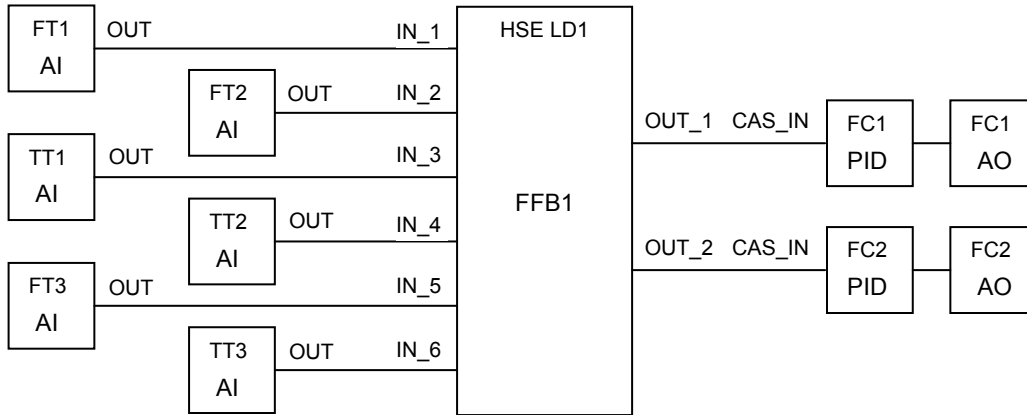 FT1
AI
OUT
IN_1
FT2
AI
OUT
IN_2
TT1
AI
OUT
IN_3
TT2
AI
OUT
IN_4
FT3
AI
OUT
IN_5
TT3
AI
OUT
IN_6
HSE LD1
FFB1
OUT_1 CAS_IN
FC1
PID
FC1
AO
OUT_2 CAS_IN
FC2
PID
FC2
AO